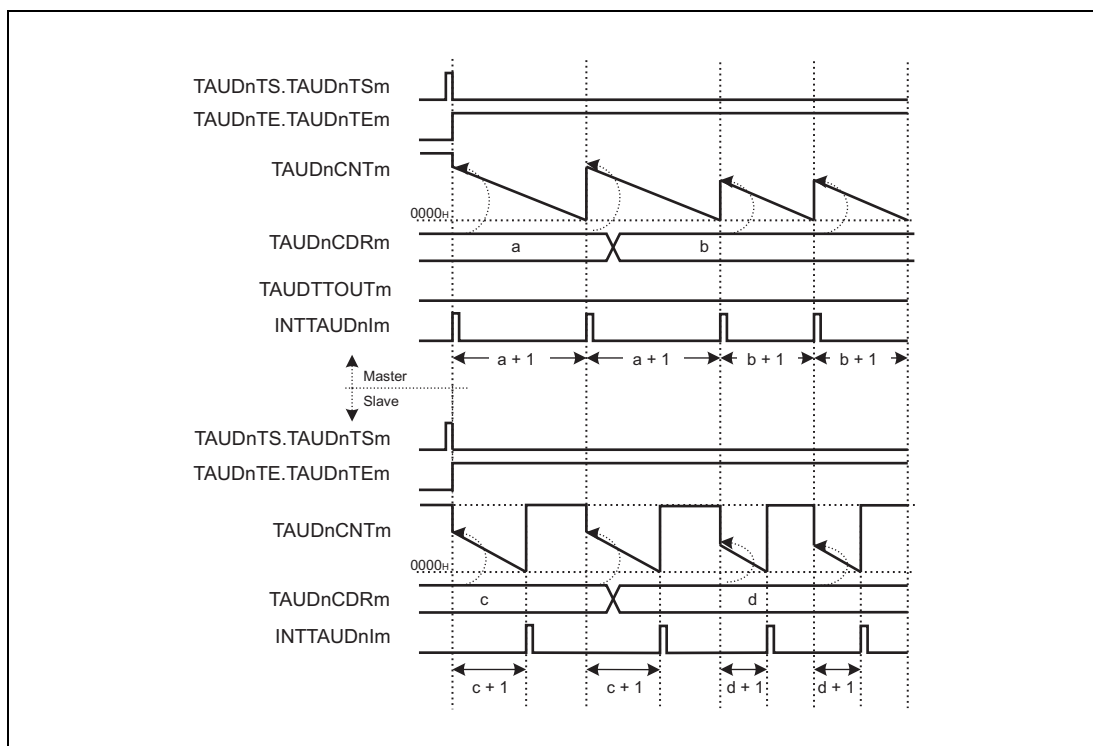 TAUDnTS.TAUDnTSm
TAUDnTE.TAUDnTEm
TAUDnCNTm
0000H
TAUDnCDRm
a
b
TAUDTTOUTm
INTTAUDnIm
a + 1
a + 1
b + 1
b + 1
Master
Slave
TAUDnTS.TAUDnTSm
TAUDnTE.TAUDnTEm
TAUDnCNTm
0000H
TAUDnCDRm
c
d
INTTAUDnIm
c + 1
c + 1
d + 1
d + 1